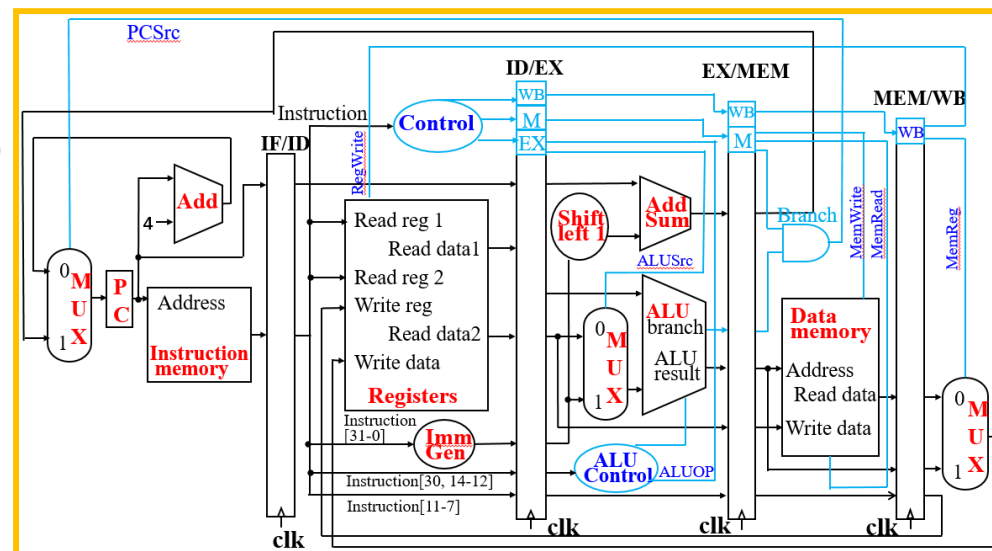 PCSrc
ID/EX
EX/MEM
MEM/WB
Instruction
Control
WB
M
EX
WB
M
WB
IF/ID
RegWrite
Add
4
Read reg 1
Read data1
Read reg 2
Write reg
Read data2
Write data
Registers
Shift
left 1
Add
Sum
ALUSrc
Branch
MemWrite
MemRead
MemReg
0
M
U
X
1
PC
Address
Instruction
memory
0
M
U
X
1
ALU
branch
ALU
result
Data
memory
Address
Read data
Write data
0
M
U
X
1
Instruction
[31-0]
Imm
Gen
ALU
Control
ALUOP
Instruction[30, 14-12]
Instruction[11-7]
clk
clk
clk
clk